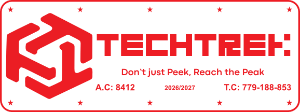 TECHTREK
Don't just Peek, Reach the Peak
A.C: 8412 2026/2027 T.C: 779-188-853